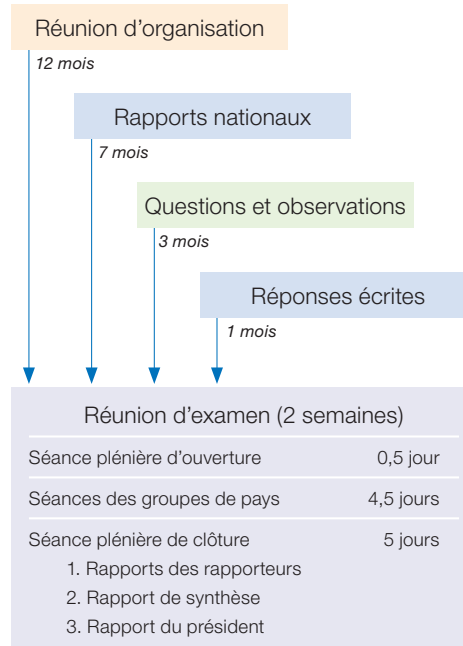 Réunion d'organisation
12 mois
Rapports nationaux
7 mois
Questions et observations
3 mois
Réponses écrites
1 mois
Réunion d'examen (2 semaines)
Séance plénière d'ouverture 0,5 jour
Séances des groupes de pays 4,5 jours
Séance plénière de clôture 5 jours
1. Rapports des rapporteurs
2. Rapport de synthèse
3. Rapport du président